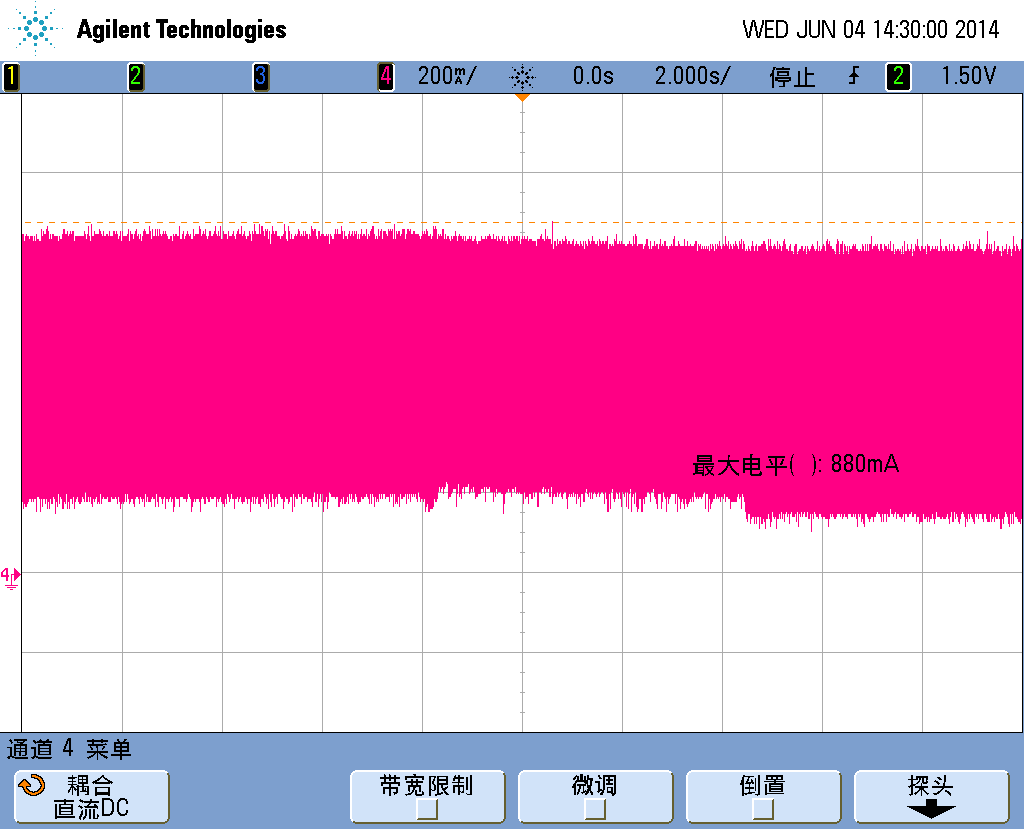 Agilent Technologies WED JUN 04 14:30:00 2014
1 2 3 4 200m/ 0.0s 2.000s/ 停止 2 1.50V
最大电平( ): 880mA
4
通道 4 菜单
耦合 带宽限制 微调 倒置 探头
直流DC